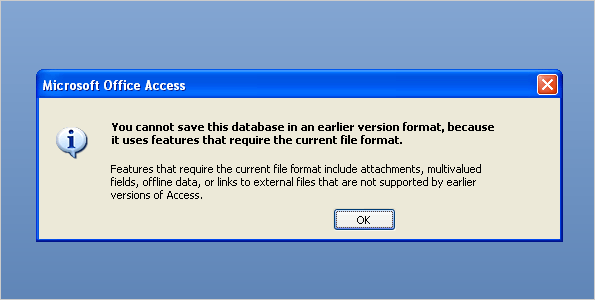 Microsoft Office Access
You cannot save this database in an earlier version format, because
it uses features that require the current file format.
Features that require the current file format include attachments, multivalued
fields, offline data, or links to external files that are not supported by earlier
versions of Access.
OK